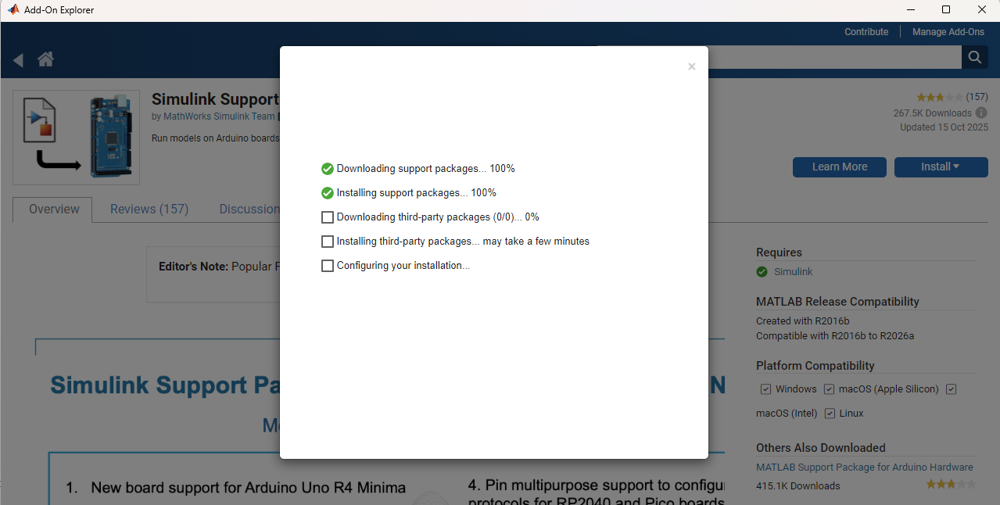 Add-On Explorer
Contribute
Manage Add-Ons
Simulink Support
by MathWorks Simulink Team
Run models on Arduino boards
(157)
267.5K Downloads
Updated 15 Oct 2025
Learn More
Install
Overview
Reviews (157)
Discussion
Downloading support packages... 100%
Installing support packages... 100%
Downloading third-party packages (0/0)... 0%
Installing third-party packages... may take a few minutes
Configuring your installation...
Editor's Note: Popular F
Requires
Simulink
MATLAB Release Compatibility
Created with R2016b
Compatible with R2016b to R2026a
Platform Compatibility
Windows
macOS (Apple Silicon)
macOS (Intel)
Linux
Others Also Downloaded
MATLAB Support Package for Arduino Hardware
415.1K Downloads
Simulink Support Pa
1. New board support for Arduino Uno R4 Minima
4. Pin multipurpose support to configu
protocols for RP2040 and Pico boards